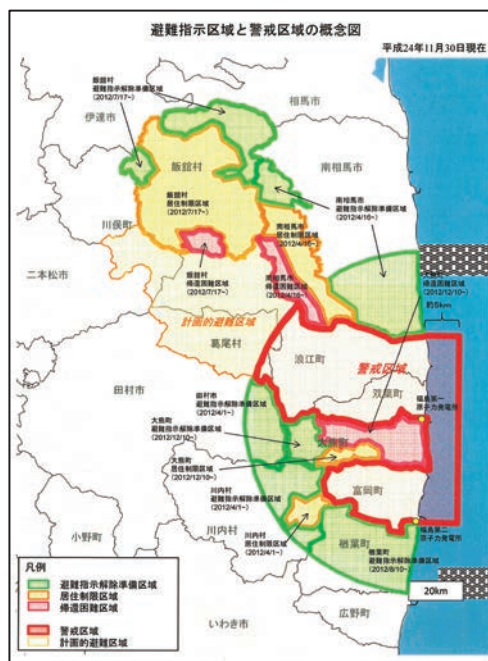 避難指示区域と警戒区域の概念図
平成24年11月30日現在
飯舘村
避難指示解除準備区域
(2012/7/17~)
相馬市
伊達市
飯舘村
南相馬市
飯舘村
居住制限区域
(2012/7/17~)
南相馬市
避難指示解除準備区域
(2012/4/16~)
川俣町
南相馬市
居住制限区域
(2012/4/16~)
二本松市
飯舘村
帰還困難区域
(2012/7/17~)
南相馬市
帰還困難区域
(2012/4/16~)
大熊町
帰還困難区域
(2012/12/10~)
約5km
計画的避難区域
葛尾村
浪江町
警戒区域
双葉町
田村市
田村市
避難指示解除準備区域
(2012/4/1~)
福島第一
原子力発電所
大熊町
避難指示解除準備区域
(2012/12/10~)
大熊町
大熊町
居住制限区域
(2012/12/10~)
富岡町
川内村
避難指示解除準備区域
(2012/4/1~)
川内村
小野町
川内村
居住制限区域
(2012/4/1~)
楢葉町
福島第二
原子力発電所
楢葉町
避難指示解除準備区域
(2012/8/10~)
凡例
避難指示解除準備区域
居住制限区域
帰還困難区域
警戒区域
計画的避難区域
20km
広野町
いわき市